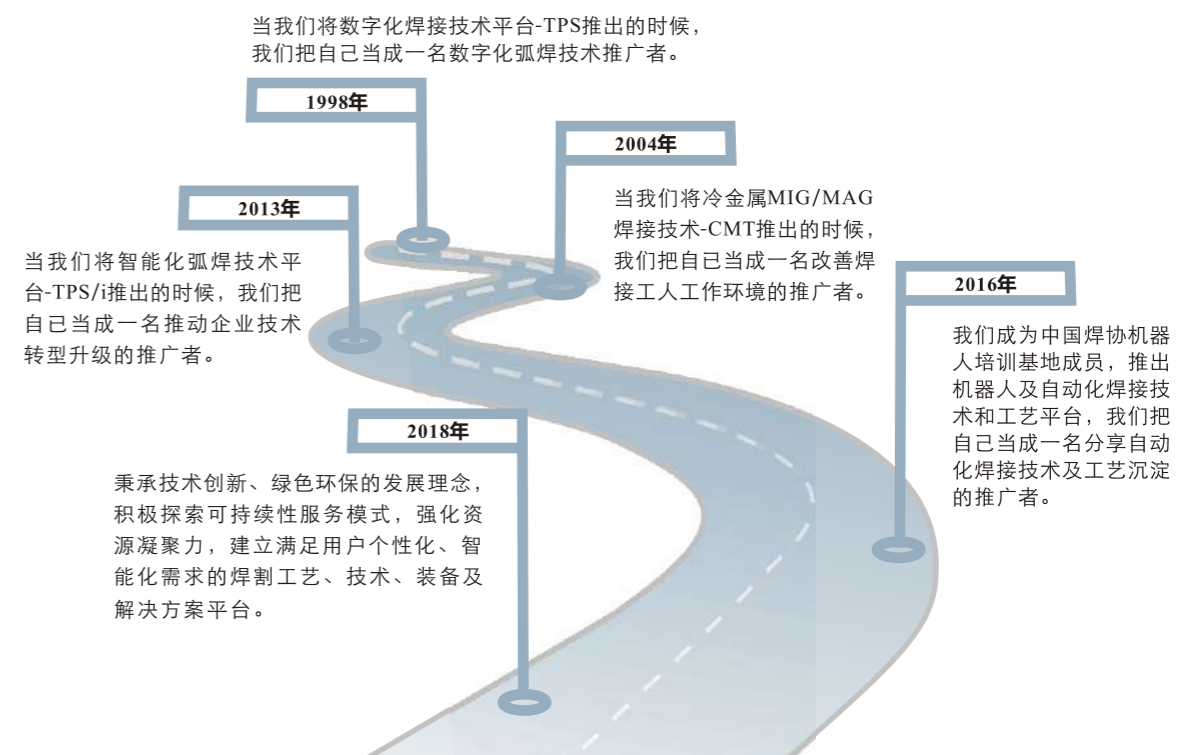 当我们将数字化焊接技术平台-TPS推出的时候，
我们把自己当成一名数字化弧焊技术推广者。
1998年
2004年
当我们将冷金属MIG/MAG
焊接技术-CMT推出的时候，
我们把自已当成一名改善焊
接工人工作环境的推广者。
2013年
当我们将智能化弧焊技术平
台-TPS/i推出的时候，我们把
自已当成一名推动企业技术
转型升级的推广者。
2016年
我们成为中国焊协机器
人培训基地成员，推出
机器人及自动化焊接技
术和工艺平台，我们把
自己当成一名分享自动
化焊接技术及工艺沉淀
的推广者。
2018年
秉承技术创新、绿色环保的发展理念，
积极探索可持续性服务模式，强化资
源凝聚力，建立满足用户个性化、智
能化需求的焊割工艺、技术、装备及
解决方案平台。